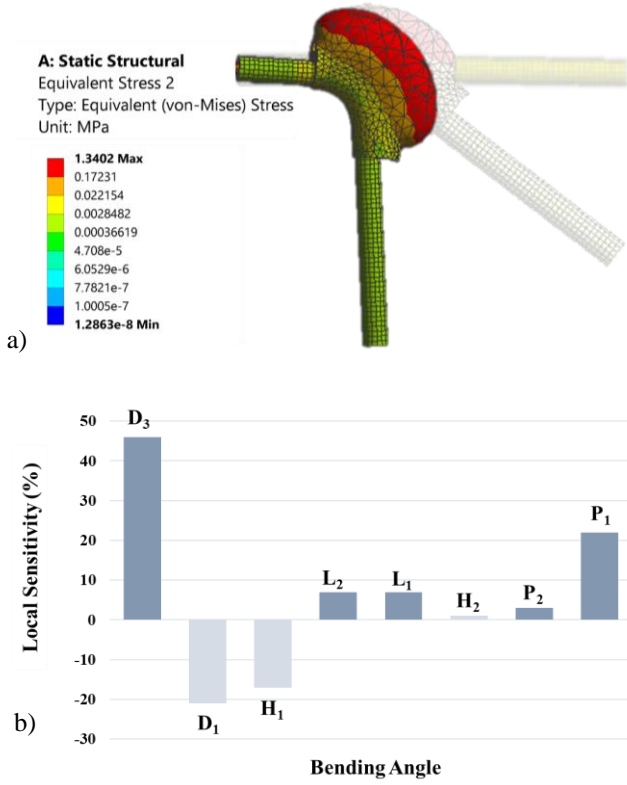 A: Static Structural
Equivalent Stress 2
Type: Equivalent (von-Mises) Stress
Unit: MPa
1.3402 Max
0.17231
0.022154
0.0028482
0.00036619
4.708e-5
6.0529e-6
7.7821e-7
1.0005e-7
1.2863e-8 Min
a)
Local Sensitivity (%)
50
40
30
20
10
0
-10
-20
-30
D₃
D₁
H₁
L₂
L₁
H₂
P₂
P₁
b)
Bending Angle